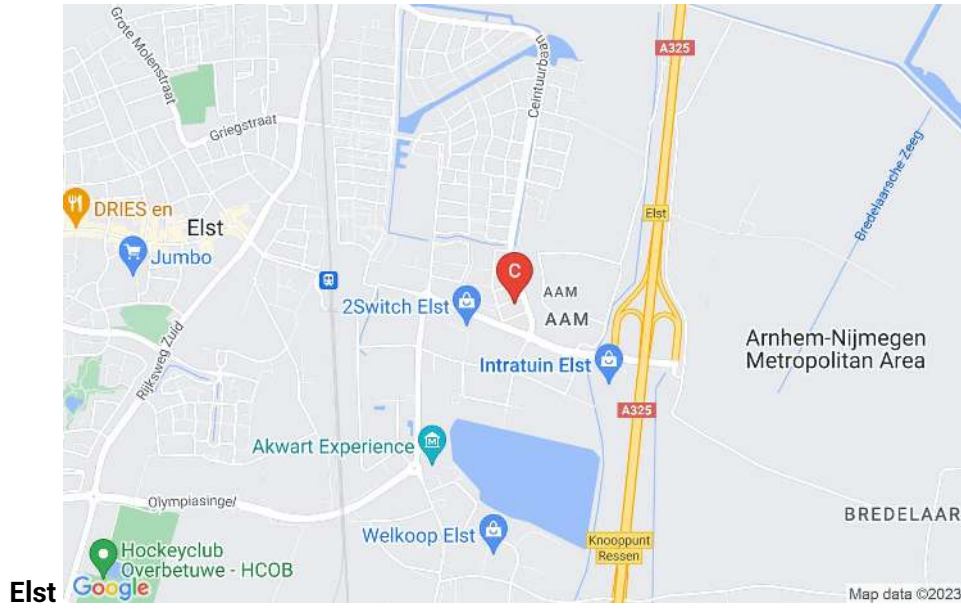 Grote Molenstraat
Griegstraat
Ceintuurbaan
A325
Bredelaarsche Zeeg
DRIES en
Elst
Elst
Jumbo
C
AAM
2Switch Elst
AAM
Rijksweg Zuid
Intratuin Elst
Arnhem-Nijmegen
Metropolitan Area
A325
Akwart Experience
Olympiasingel
BREDELAAR
Welkoop Elst
Knooppunt
Ressen
Hockeyclub
Overbetuwe - HCOB
Elst
Google
Map data ©2023